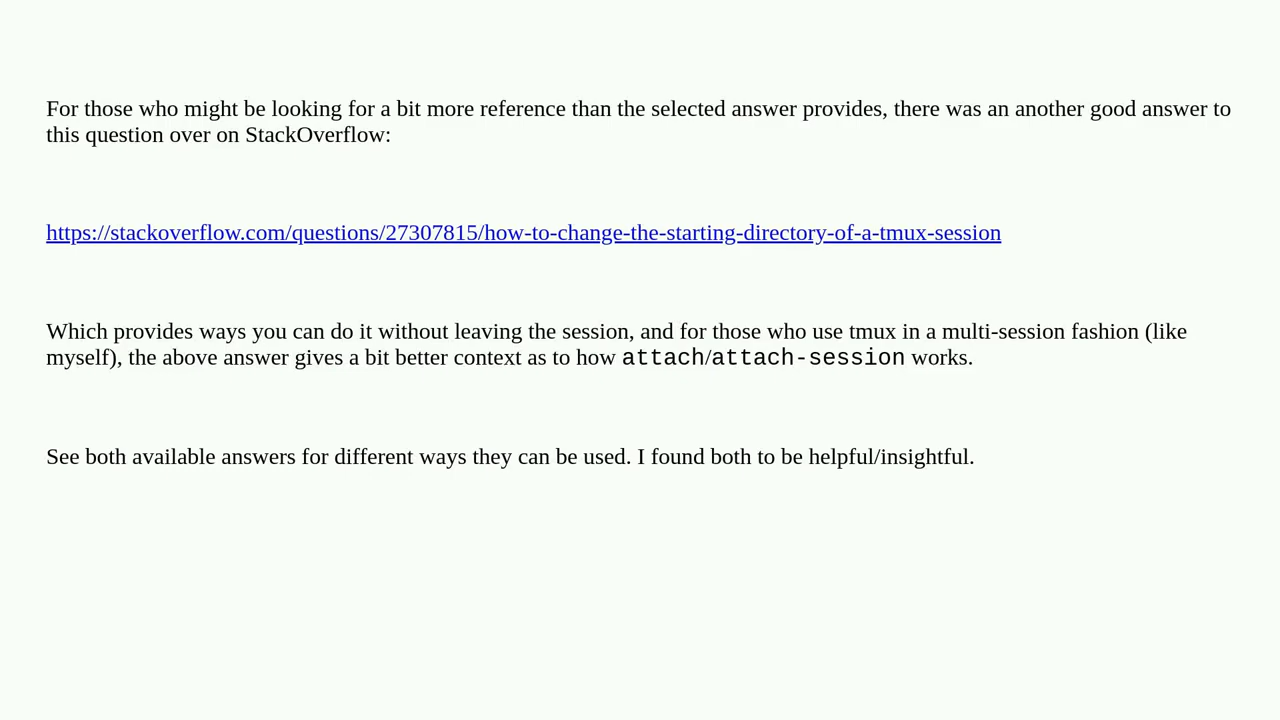 For those who might be looking for a bit more reference than the selected answer provides, there was an another good answer to
this question over on StackOverflow:
https://stackoverflow.com/questions/27307815/how-to-change-the-starting-directory-of-a-tmux-session
Which provides ways you can do it without leaving the session, and for those who use tmux in a multi-session fashion (like
myself), the above answer gives a bit better context as to how attach/attach-session works.
See both available answers for different ways they can be used. I found both to be helpful/insightful.